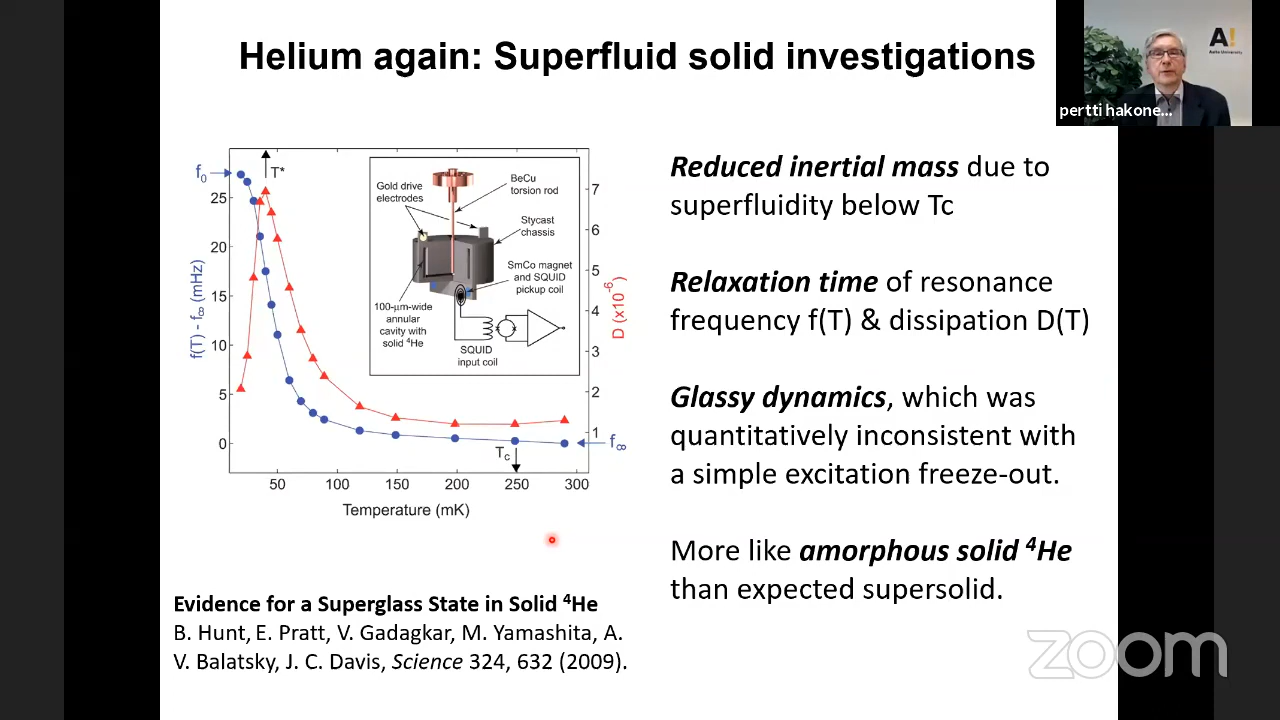 Helium again: Superfluid solid investigations
A!
Aalto University
pertti hakone...
f₀
T*
25
20
15
10
5
0
f(T) - f∞ (mHz)
7
6
5
4
3
2
1
D (x10⁻⁶)
f∞
Tc
50
100
150
200
250
300
Temperature (mK)
Gold drive
electrodes
BeCu
torsion rod
Stycast
chassis
SmCo magnet
and SQUID
pickup coil
100-μm-wide
annular
cavity with
solid ⁴He
SQUID
input coil
Reduced inertial mass due to
superfluidity below Tc
Relaxation time of resonance
frequency f(T) & dissipation D(T)
Glassy dynamics, which was
quantitatively inconsistent with
a simple excitation freeze-out.
More like amorphous solid ⁴He
than expected supersolid.
Evidence for a Superglass State in Solid ⁴He
B. Hunt, E. Pratt, V. Gadagkar, M. Yamashita, A.
V. Balatsky, J. C. Davis, Science 324, 632 (2009).
zoom